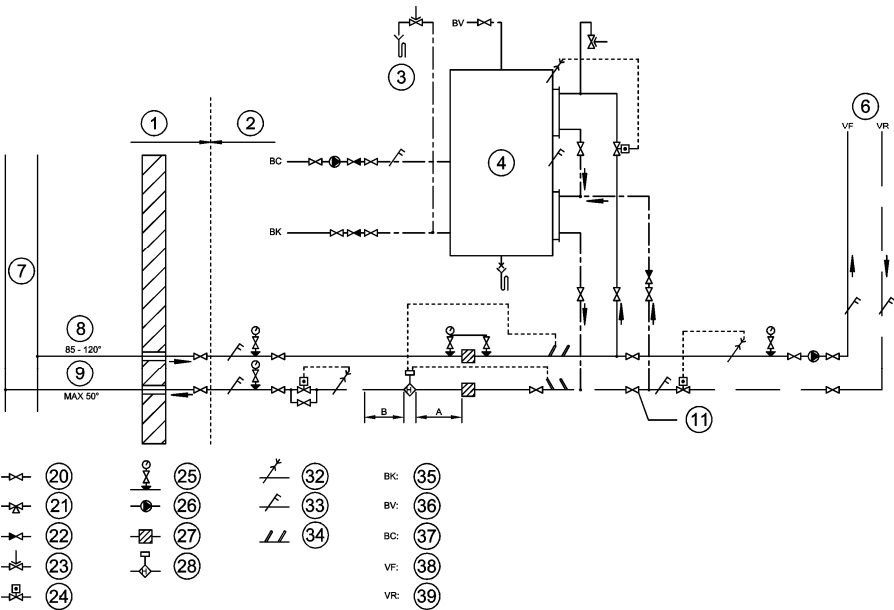 3
BV
6
VF VR
1 2
BC
4
BK
7
8
85 - 120°
9
MAX 50°
B A
11
20 25 32 BK: 35
21 26 33 BV: 36
22 27 34 BC: 37
23 28 VF: 38
24 VR: 39